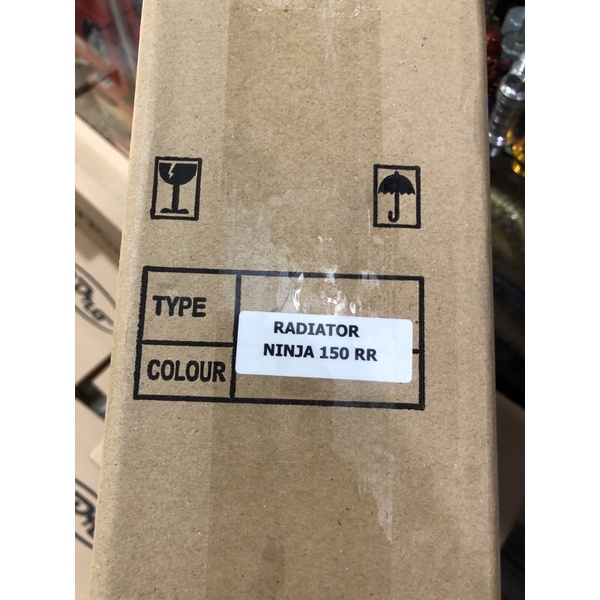 TYPE
RADIATOR
NINJA 150 RR
COLOUR